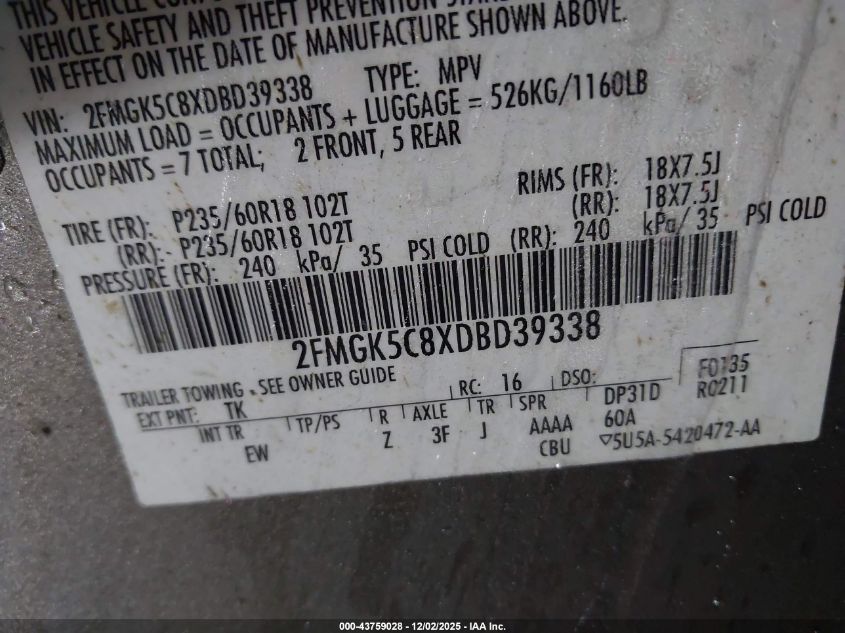 THIS VEHICLE
VEHICLE SAFETY AND THEFT PREVENTION
IN EFFECT ON THE DATE OF MANUFACTURE SHOWN ABOVE.
VIN: 2FMGK5C8XDBD39338 TYPE: MPV
MAXIMUM LOAD = OCCUPANTS + LUGGAGE = 526KG/1160LB
OCCUPANTS = 7 TOTAL; 2 FRONT, 5 REAR
TIRE (FR): P235/60R18 102T RIMS (FR): 18X7.5J
(RR): P235/60R18 102T (RR): 18X7.5J
PRESSURE (FR): 240 kPa/ 35 PSI COLD (RR): 240 kPa/ 35 PSI COLD
2FMGK5C8XDBD39338
TRAILER TOWING - SEE OWNER GUIDE RC: 16 DSO: F0135
EXT PNT: TK R AXLE TR SPR DP31D R0211
INT TR TP/PS Z 3F J AAAA 60A
EW CBU 5U5A-5420472-AA
000-43759028 - 12/02/2025 - IAA Inc.